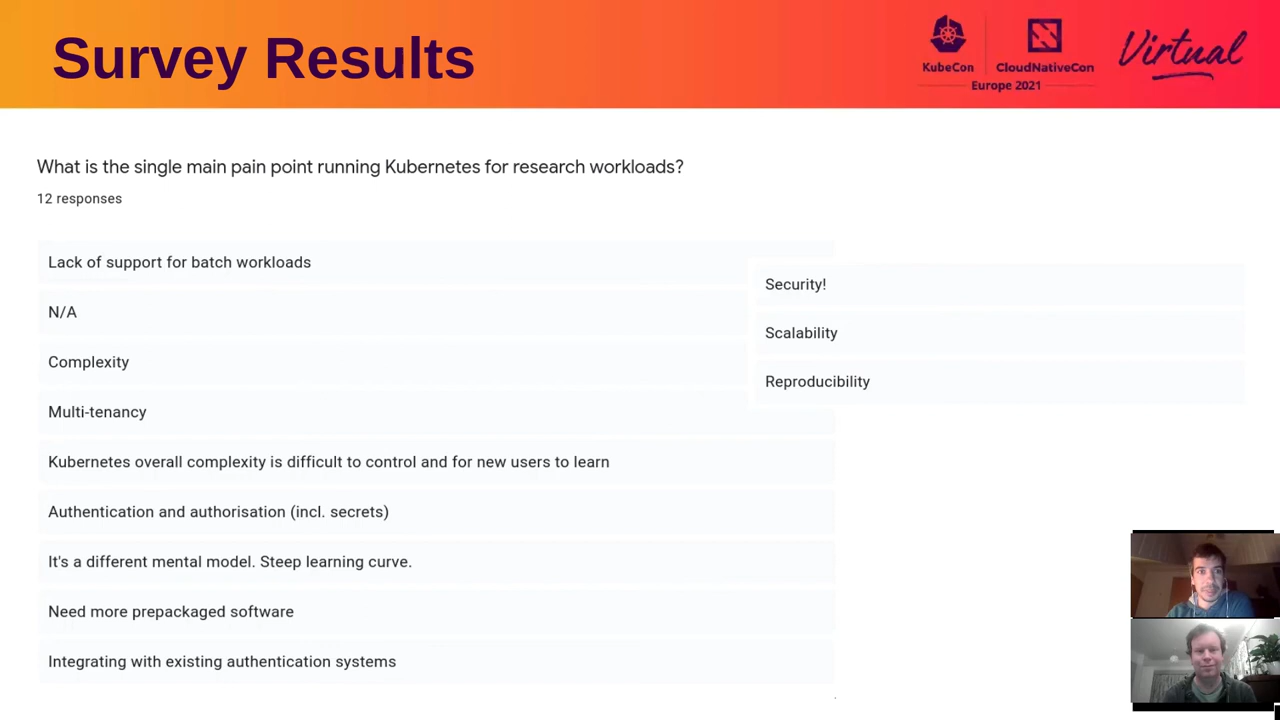 Survey Results
KubeCon
CloudNativeCon
Europe 2021
Virtual
What is the single main pain point running Kubernetes for research workloads?
12 responses
Lack of support for batch workloads
N/A
Complexity
Multi-tenancy
Kubernetes overall complexity is difficult to control and for new users to learn
Authentication and authorisation (incl. secrets)
It's a different mental model. Steep learning curve.
Need more prepackaged software
Integrating with existing authentication systems
Security!
Scalability
Reproducibility